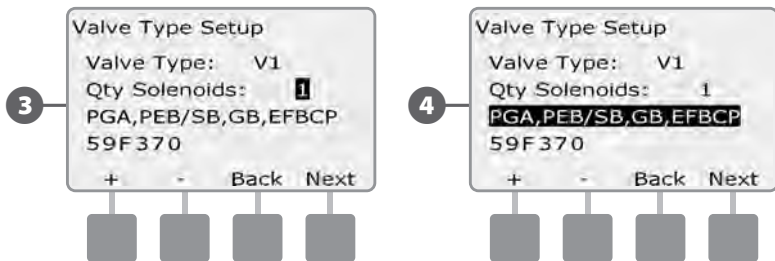 3
Valve Type Setup
Valve Type: V1
Qty Solenoids: 1
PGA,PEB/SB,GB,EFBCP
59F370
+ - Back Next
4
Valve Type Setup
Valve Type: V1
Qty Solenoids: 1
PGA,PEB/SB,GB,EFBCP
59F370
+ - Back Next